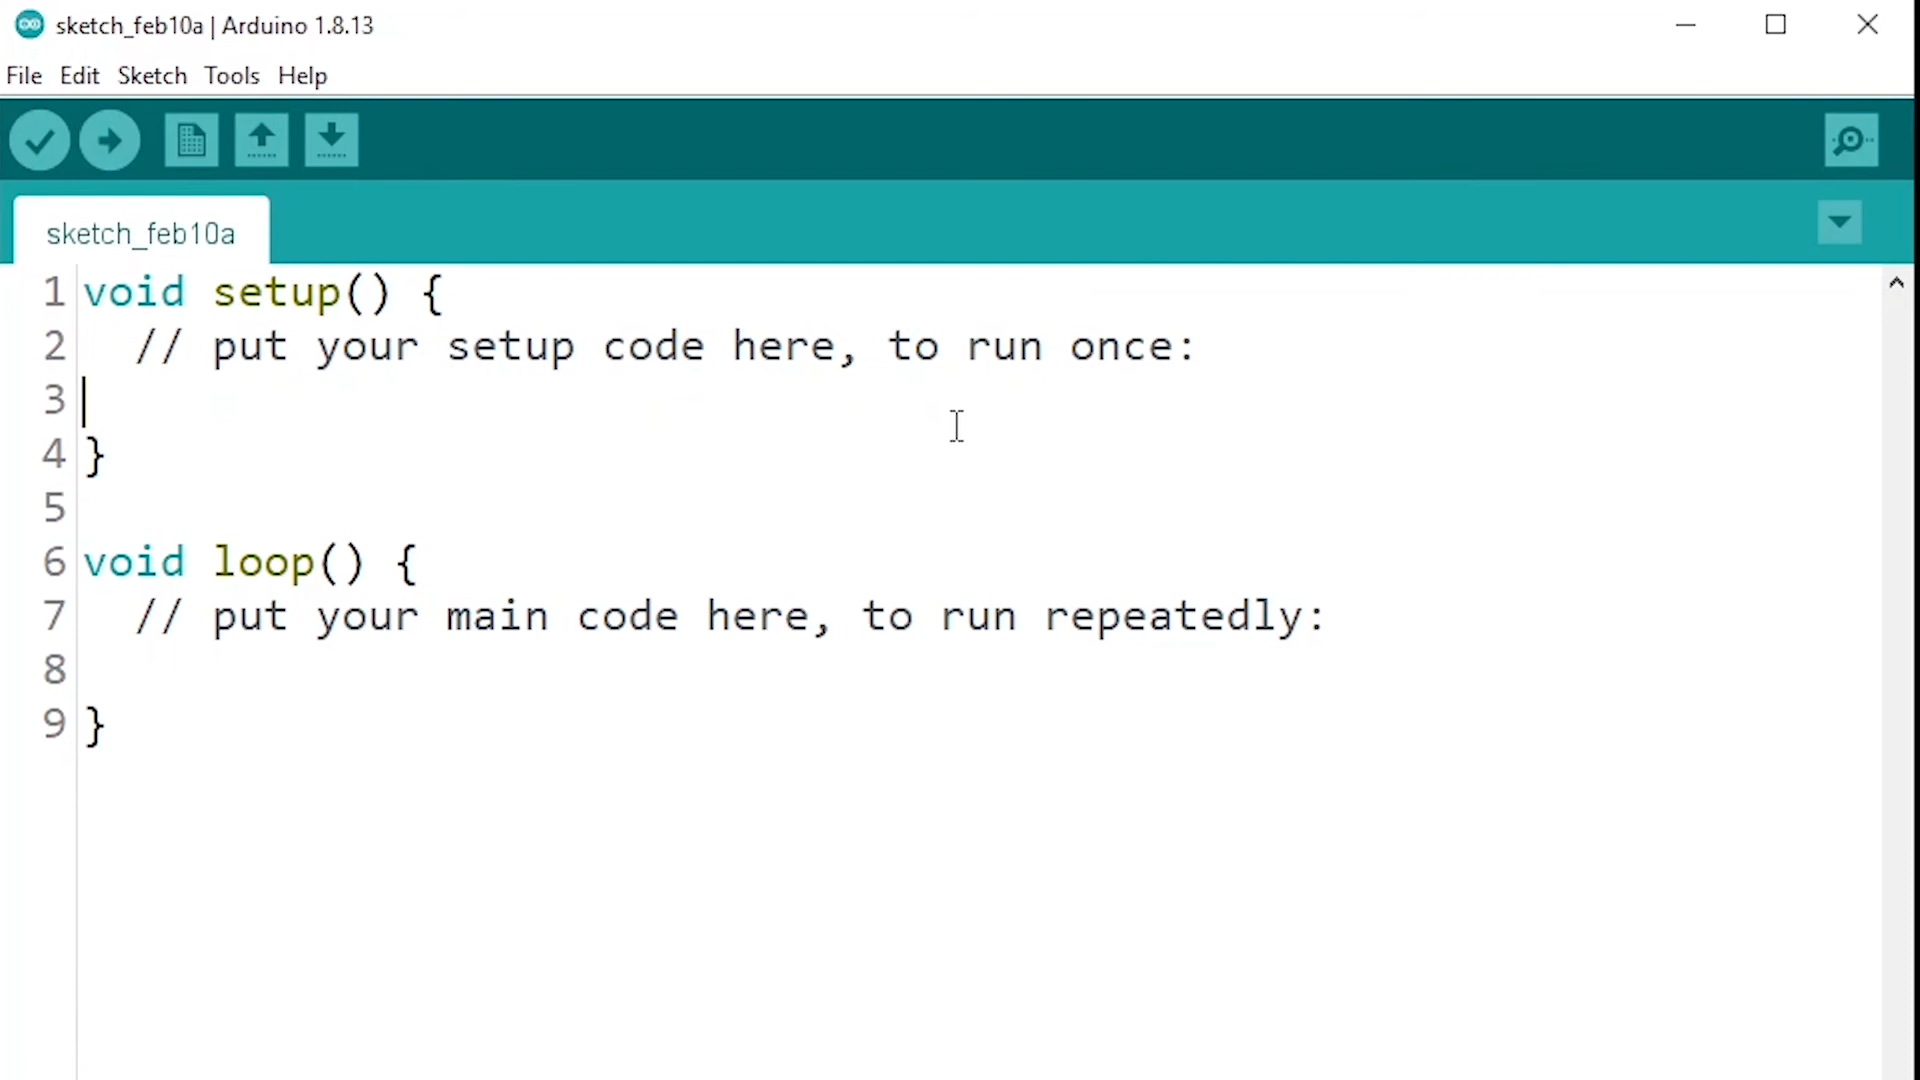 sketch_feb10a | Arduino 1.8.13
File Edit Sketch Tools Help
sketch_feb10a
1 void setup() {
2   // put your setup code here, to run once:
3
4 }
5
6 void loop() {
7   // put your main code here, to run repeatedly:
8
9 }